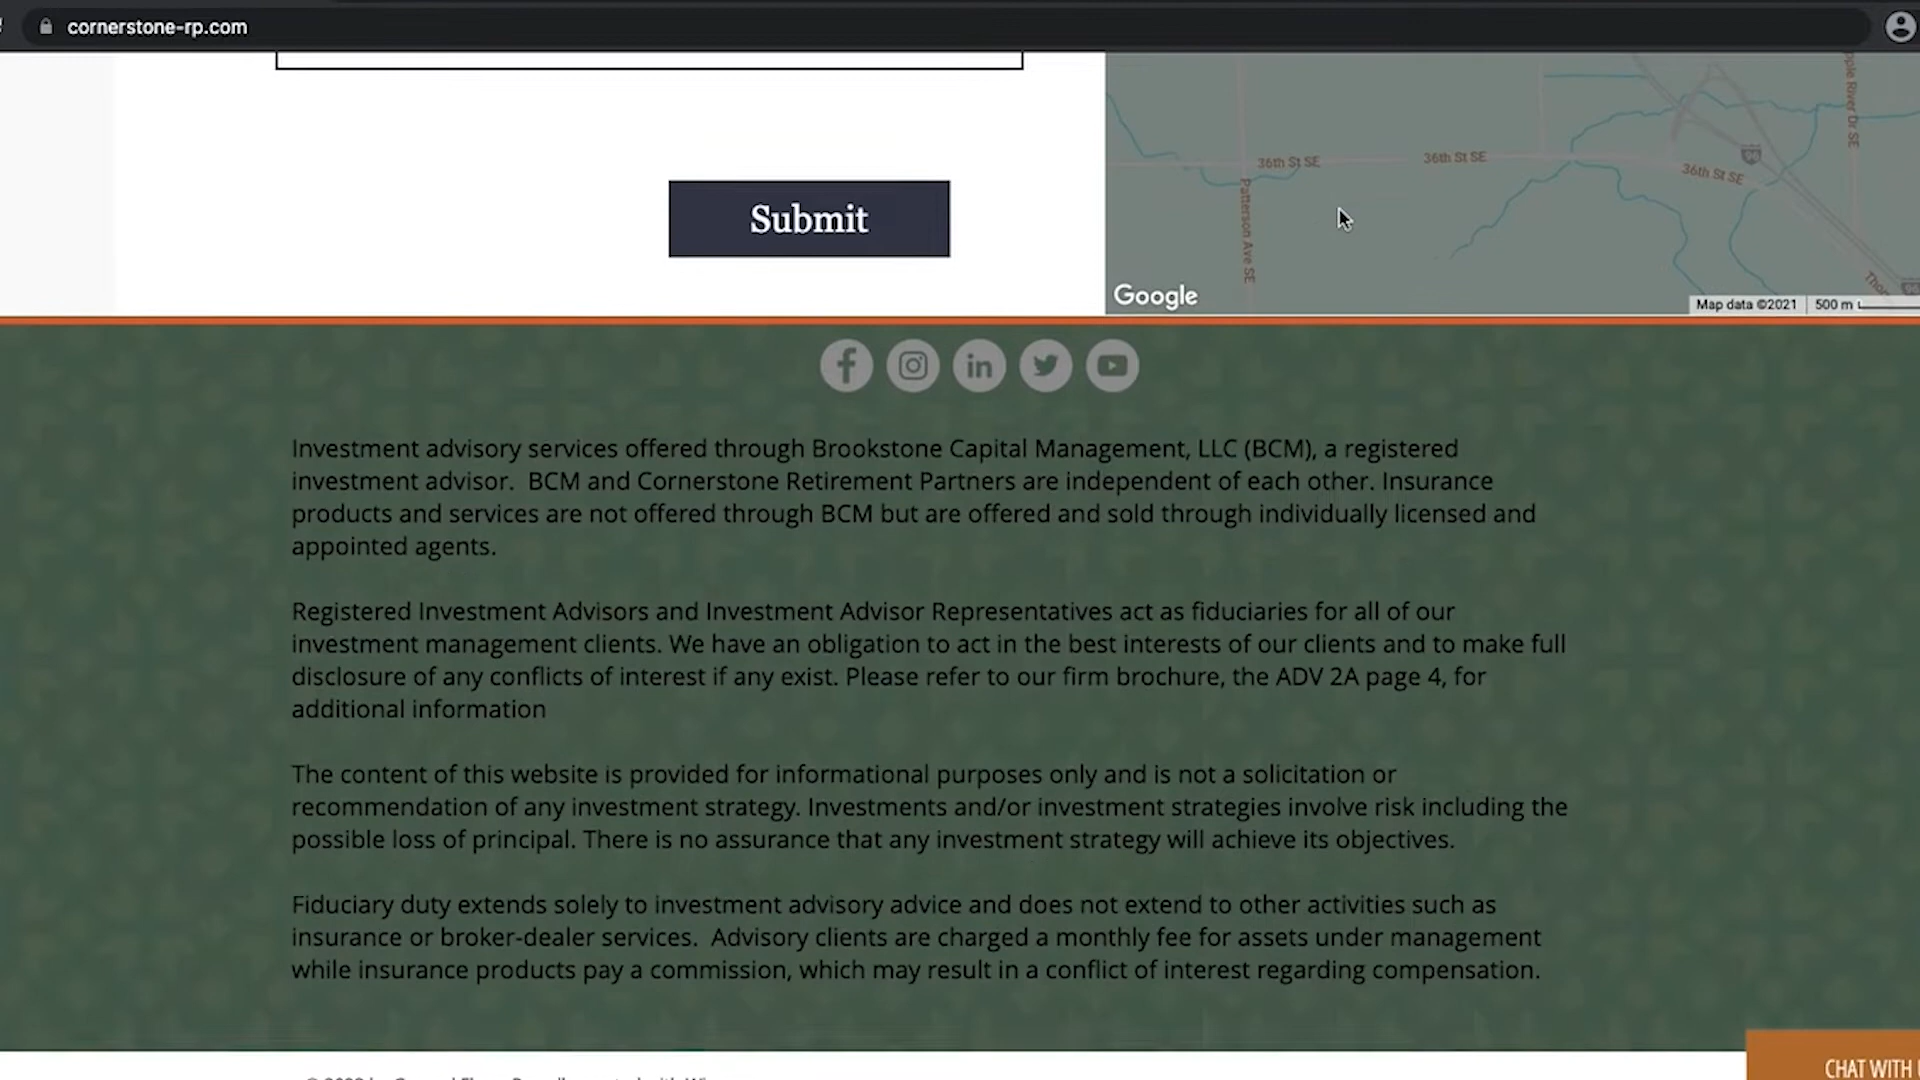 cornerstone-rp.com
36th St SE
36th St SE
36th St SE
96
Patterson Ave SE
Submit
Google
Map data ©2021
500 m
Investment advisory services offered through Brookstone Capital Management, LLC (BCM), a registered
investment advisor.  BCM and Cornerstone Retirement Partners are independent of each other. Insurance
products and services are not offered through BCM but are offered and sold through individually licensed and
appointed agents.
Registered Investment Advisors and Investment Advisor Representatives act as fiduciaries for all of our
investment management clients. We have an obligation to act in the best interests of our clients and to make full
disclosure of any conflicts of interest if any exist. Please refer to our firm brochure, the ADV 2A page 4, for
additional information
The content of this website is provided for informational purposes only and is not a solicitation or
recommendation of any investment strategy. Investments and/or investment strategies involve risk including the
possible loss of principal. There is no assurance that any investment strategy will achieve its objectives.
Fiduciary duty extends solely to investment advisory advice and does not extend to other activities such as
insurance or broker-dealer services.  Advisory clients are charged a monthly fee for assets under management
while insurance products pay a commission, which may result in a conflict of interest regarding compensation.
CHAT WITH